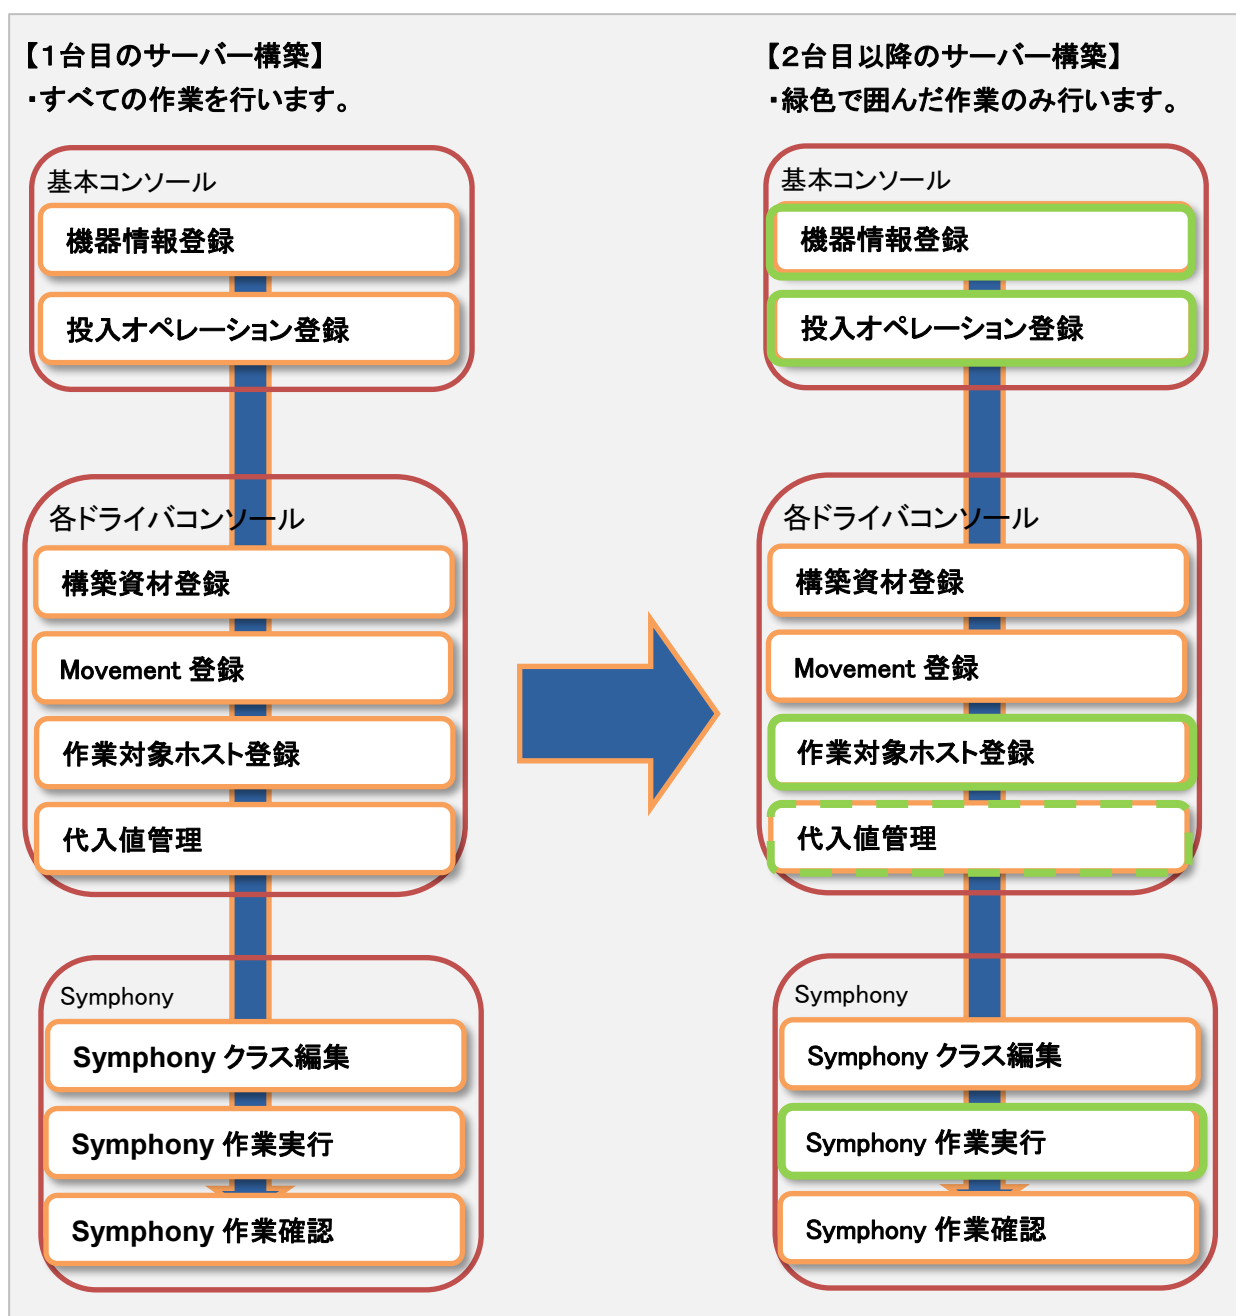 【1台目のサーバー構築】
・すべての作業を行います。
基本コンソール
機器情報登録
投入オペレーション登録
各ドライバコンソール
構築資材登録
Movement 登録
作業対象ホスト登録
代入値管理
Symphony
Symphony クラス編集
Symphony 作業実行
Symphony 作業確認
【2台目以降のサーバー構築】
・緑色で囲んだ作業のみ行います。
基本コンソール
機器情報登録
投入オペレーション登録
各ドライバコンソール
構築資材登録
Movement 登録
作業対象ホスト登録
代入値管理
Symphony
Symphony クラス編集
Symphony 作業実行
Symphony 作業確認